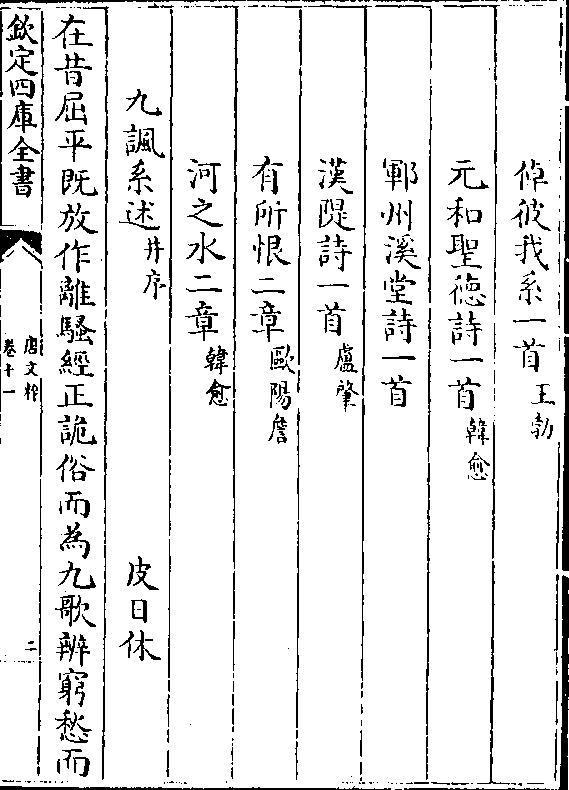 倬彼我系一首王勃
元和聖德詩一首韓愈
鄆州溪堂詩一首
漢隄詩一首盧肇
有所恨二章歐陽詹
河之水二章韓愈
九諷系述并序 皮日休
在昔屈平既放作離騷經正詭俗而為九歌辨窮愁而
欽定四庫全書 唐文粹卷十一 二